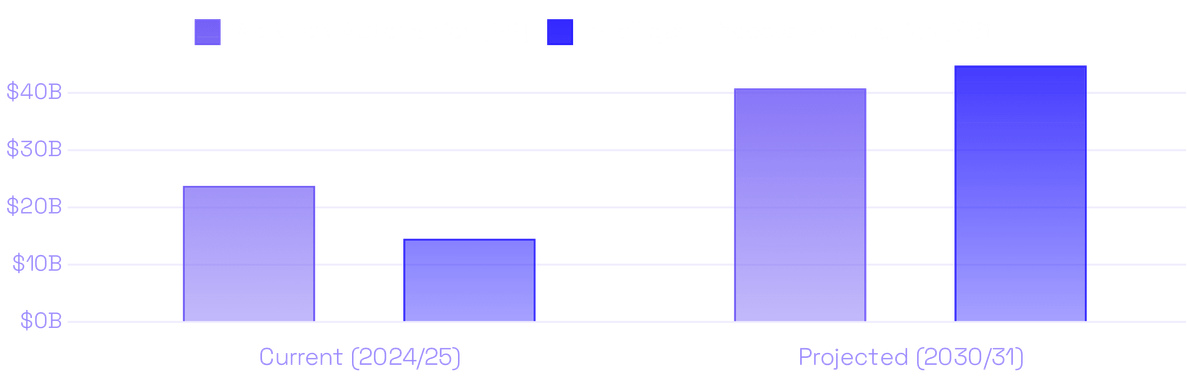 $40B
$30B
$20B
$10B
$0B
Current (2024/25)
Projected (2030/31)